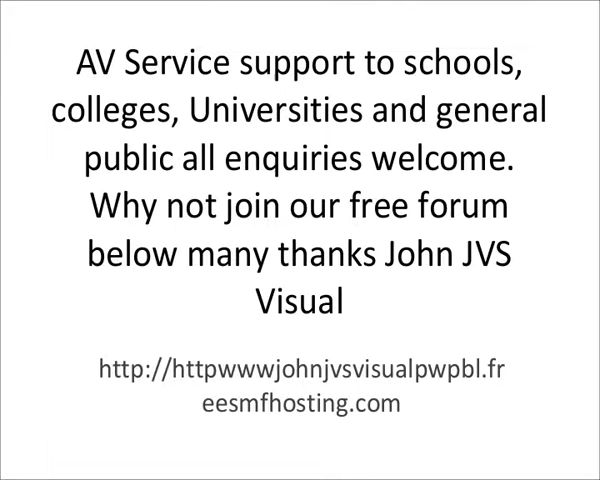 AV Service support to schools,
colleges, Universities and general
public all enquiries welcome.
Why not join our free forum
below many thanks John JVS
Visual
http://httpwwwjohnjvsvisualpwpbl.fr
eesmfhosting.com